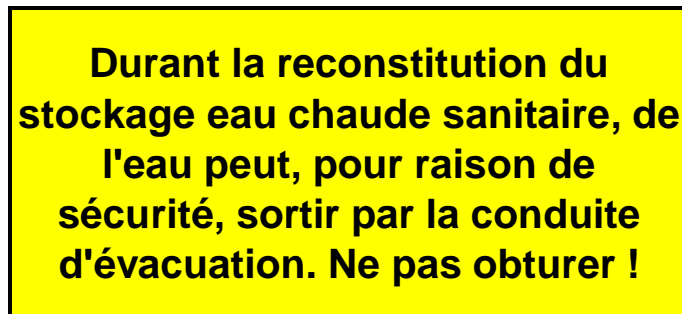 Durant la reconstitution du
stockage eau chaude sanitaire, de
l'eau peut, pour raison de
sécurité, sortir par la conduite
d'évacuation. Ne pas obturer !